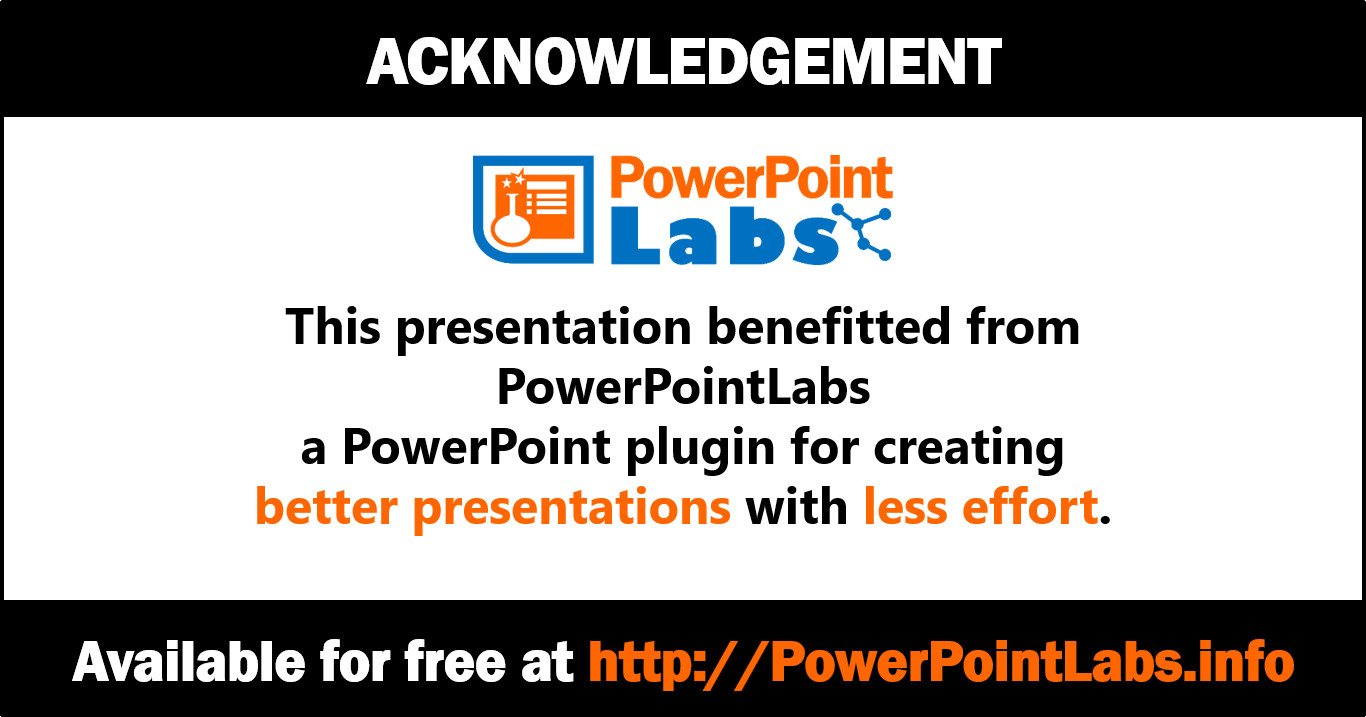 ACKNOWLEDGEMENT
PowerPoint
Labs
This presentation benefitted from
PowerPointLabs
a PowerPoint plugin for creating
better presentations with less effort.
Available for free at http://PowerPointLabs.info